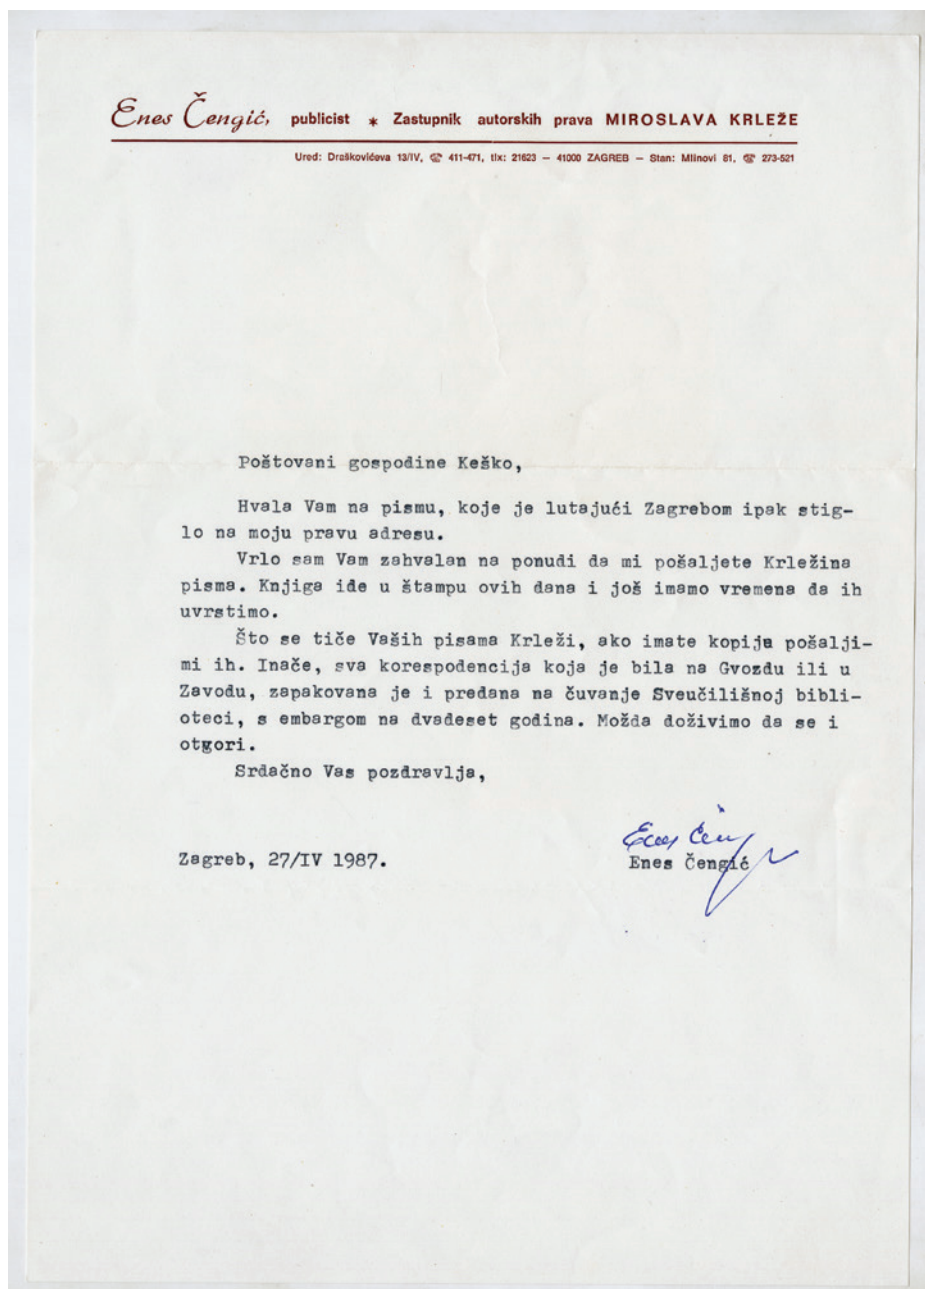 Enes Čengić, publicist * Zastupnik autorskih prava MIROSLAVA KRLEŽE
Ured: Draškovićeva 13/IV, ☎ 411-471, tlx: 21623 — 41000 ZAGREB — Stan: Mlinovi 81, ☎ 273-521
Poštovani gospodine Keško,
Hvala Vam na pismu, koje je lutajući Zagrebom ipak stig-
lo na moju pravu adresu.
Vrlo sam Vam zahvalan na ponudi da mi pošaljete Krležina
pisma. Knjiga ide u štampu ovih dana i još imamo vremena da ih
uvrstimo.
Što se tiče Vaših pisama Krleži, ako imate kopija pošalji-
mi ih. Inače, sva korespodencija koja je bila na Gvozdu ili u
Zavodu, zapakovana je i predana na čuvanje Sveučilišnoj bibli-
oteci, s embargom na dvadeset godina. Možda doživimo da se i
otgori.
Srdačno Vas pozdravlja,
Zagreb, 27/IV 1987.
Enes Čengić